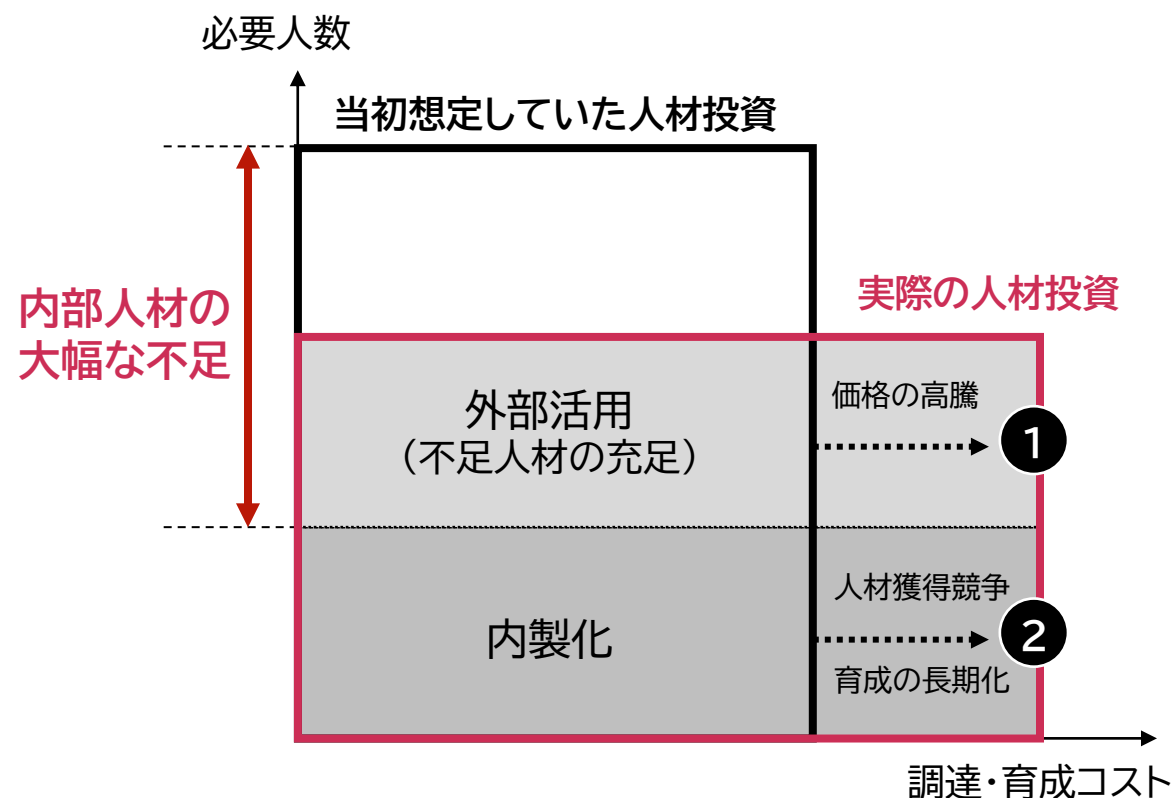 必要人数
当初想定していた人材投資
内部人材の
大幅な不足
実際の人材投資
外部活用
（不足人材の充足）
価格の高騰
1
内製化
人材獲得競争
2
育成の長期化
調達・育成コスト